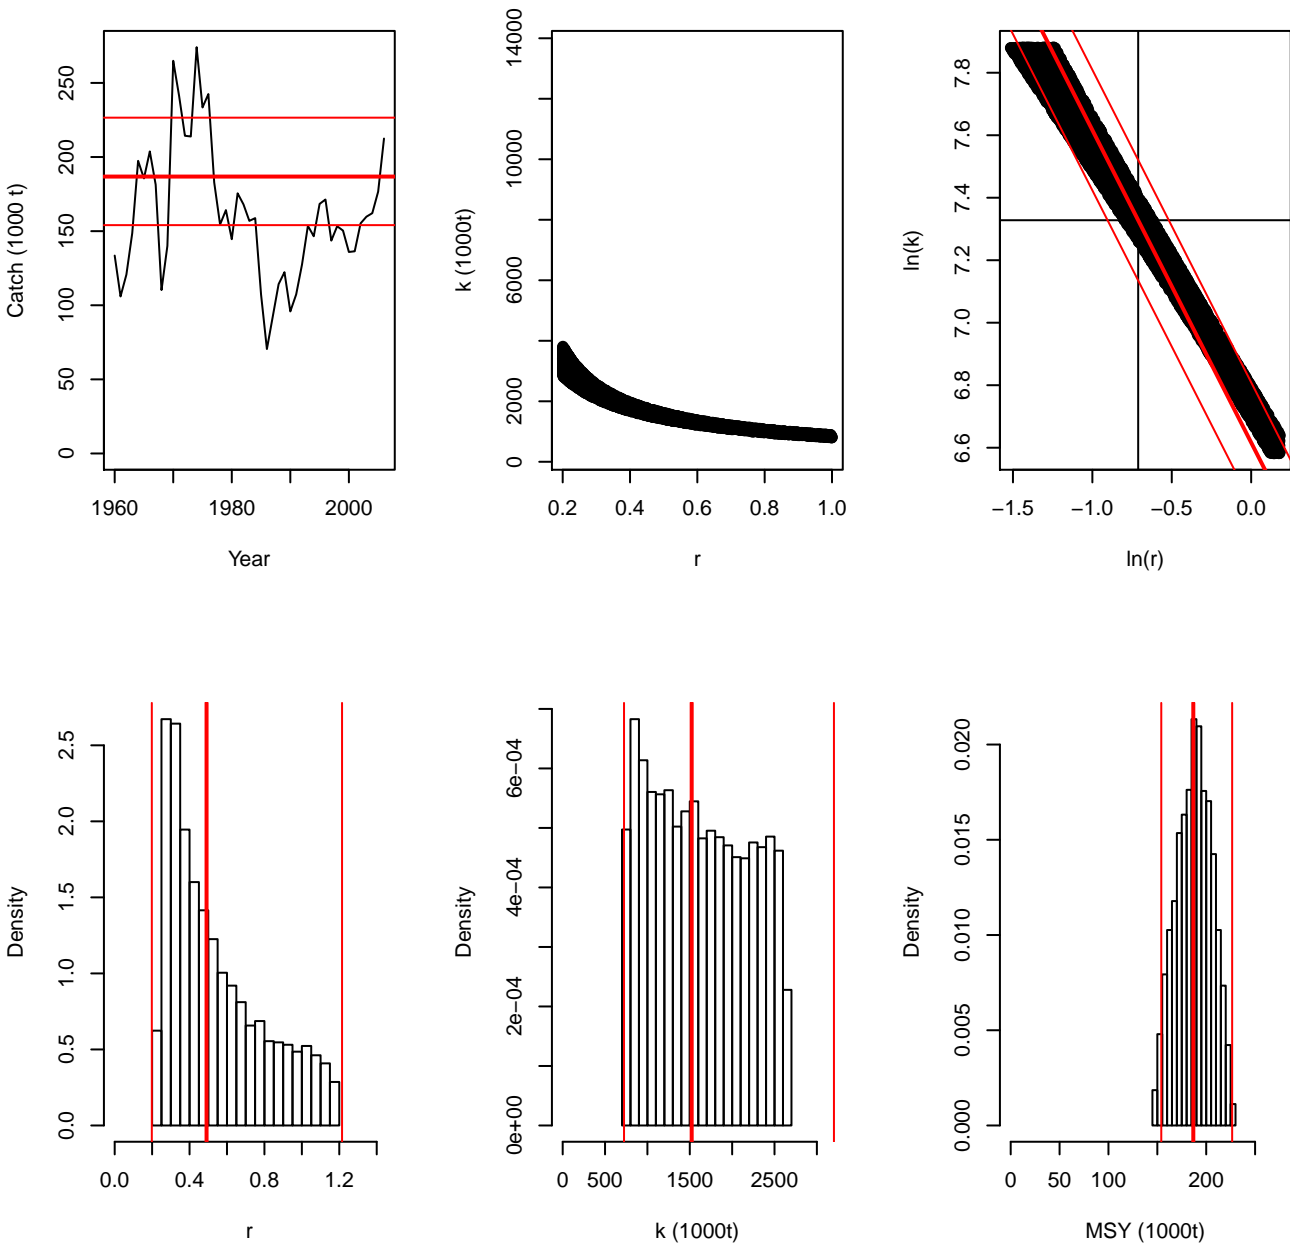 Catch (1000 t)
0 50 100 150 200 250
1960 1980 2000
Year
k (1000t)
0 2000 6000 10000 14000
0.2 0.4 0.6 0.8 1.0
r
ln(k)
6.6 6.8 7.0 7.2 7.4 7.6 7.8
−1.5 −1.0 −0.5 0.0
ln(r)
Density
0.0 0.5 1.0 1.5 2.0 2.5
0.0 0.4 0.8 1.2
r
Density
0e+00 2e−04 4e−04 6e−04
0 500 1500 2500
k (1000t)
Density
0.000 0.005 0.010 0.015 0.020
0 50 100 200
MSY (1000t)